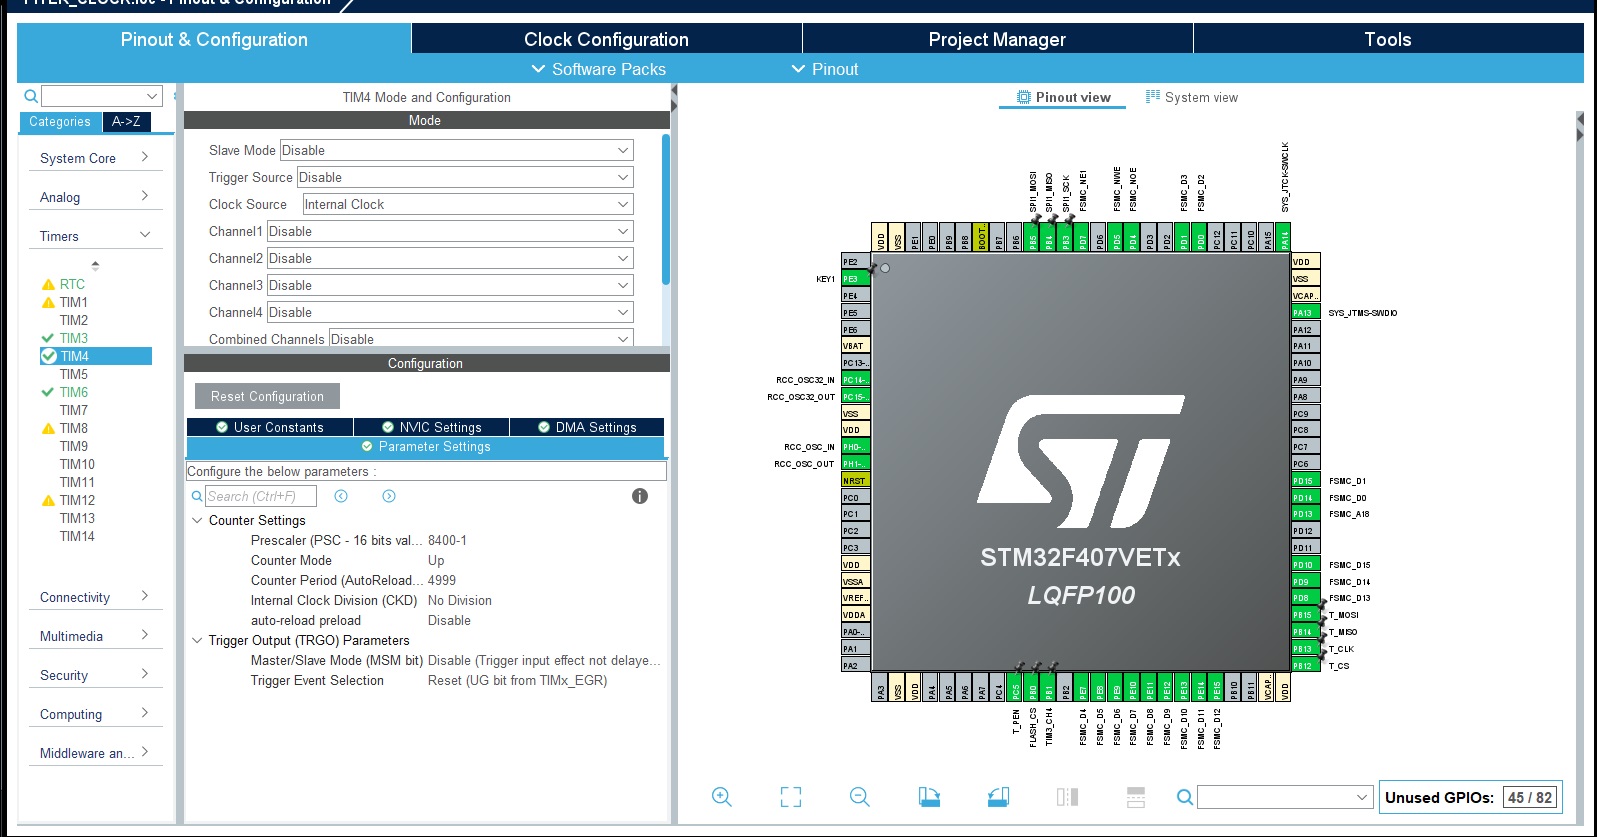 Pinout & Configuration
Clock Configuration
Project Manager
Tools
Software Packs
Pinout
Categories
A->Z
System Core
Analog
Timers
RTC
TIM1
TIM2
TIM3
TIM4
TIM5
TIM6
TIM7
TIM8
TIM9
TIM10
TIM11
TIM12
TIM13
TIM14
Connectivity
Multimedia
Security
Computing
Middleware an...
TIM4 Mode and Configuration
Mode
Slave Mode Disable
Trigger Source Disable
Clock Source Internal Clock
Channel1 Disable
Channel2 Disable
Channel3 Disable
Channel4 Disable
Combined Channels Disable
Configuration
Reset Configuration
User Constants
NVIC Settings
DMA Settings
Parameter Settings
Configure the below parameters :
Search (Ctrl+F)
Counter Settings
Prescaler (PSC - 16 bits val... 8400-1
Counter Mode Up
Counter Period (AutoReload... 4999
Internal Clock Division (CKD) No Division
auto-reload preload Disable
Trigger Output (TRGO) Parameters
Master/Slave Mode (MSM bit) Disable (Trigger input effect not delaye...
Trigger Event Selection Reset (UG bit from TIMx_EGR)
Pinout view
System view
SPI1_MOSI
SPI1_MISO
SPI1_SCK
FSMC_NE1
FSMC_NWE
FSMC_NOE
FSMC_D3
FSMC_D2
SYS_JTCK-SWCLK
VDD
VSS
PE1
PE0
PB9
PB8
BOOT..
PB7
PB6
PB5
PB4
PB3
PD7
PD6
PD5
PD4
PD3
PD2
PD1
PD0
PC12
PC11
PC10
PA15
PA14
PE2
KEY1 PE3
PE4
PE5
PE6
VBAT
PC13-..
RCC_OSC32_IN PC14-..
RCC_OSC32_OUT PC15-..
VSS
VDD
RCC_OSC_IN PH0-..
RCC_OSC_OUT PH1-..
NRST
PC0
PC1
PC2
PC3
VDD
VSSA
VREF..
VDDA
PA0-..
PA1
PA2
STM32F407VETx
LQFP100
VDD
VSS
VCAP..
PA13 SYS_JTMS-SWDIO
PA12
PA11
PA10
PA9
PA8
PC9
PC8
PC7
PC6
PD15 FSMC_D1
PD14 FSMC_D0
PD13 FSMC_A18
PD12
PD11
PD10 FSMC_D15
PD9 FSMC_D14
PD8 FSMC_D13
PB15 T_MOSI
PB14 T_MISO
PB13 T_CLK
PB12 T_CS
PA3
VSS
VDD
PA4
PA5
PA6
PA7
PC4
PC5
PB0
PB1
PB2
PE7
PE8
PE9
PE10
PE11
PE12
PE13
PE14
PE15
PB10
PB11
VCAP..
VDD
T_PEN
FLASH_CS
TIM3_CH4
FSMC_D4
FSMC_D5
FSMC_D6
FSMC_D7
FSMC_D8
FSMC_D9
FSMC_D10
FSMC_D11
FSMC_D12
Unused GPIOs: 45 / 82